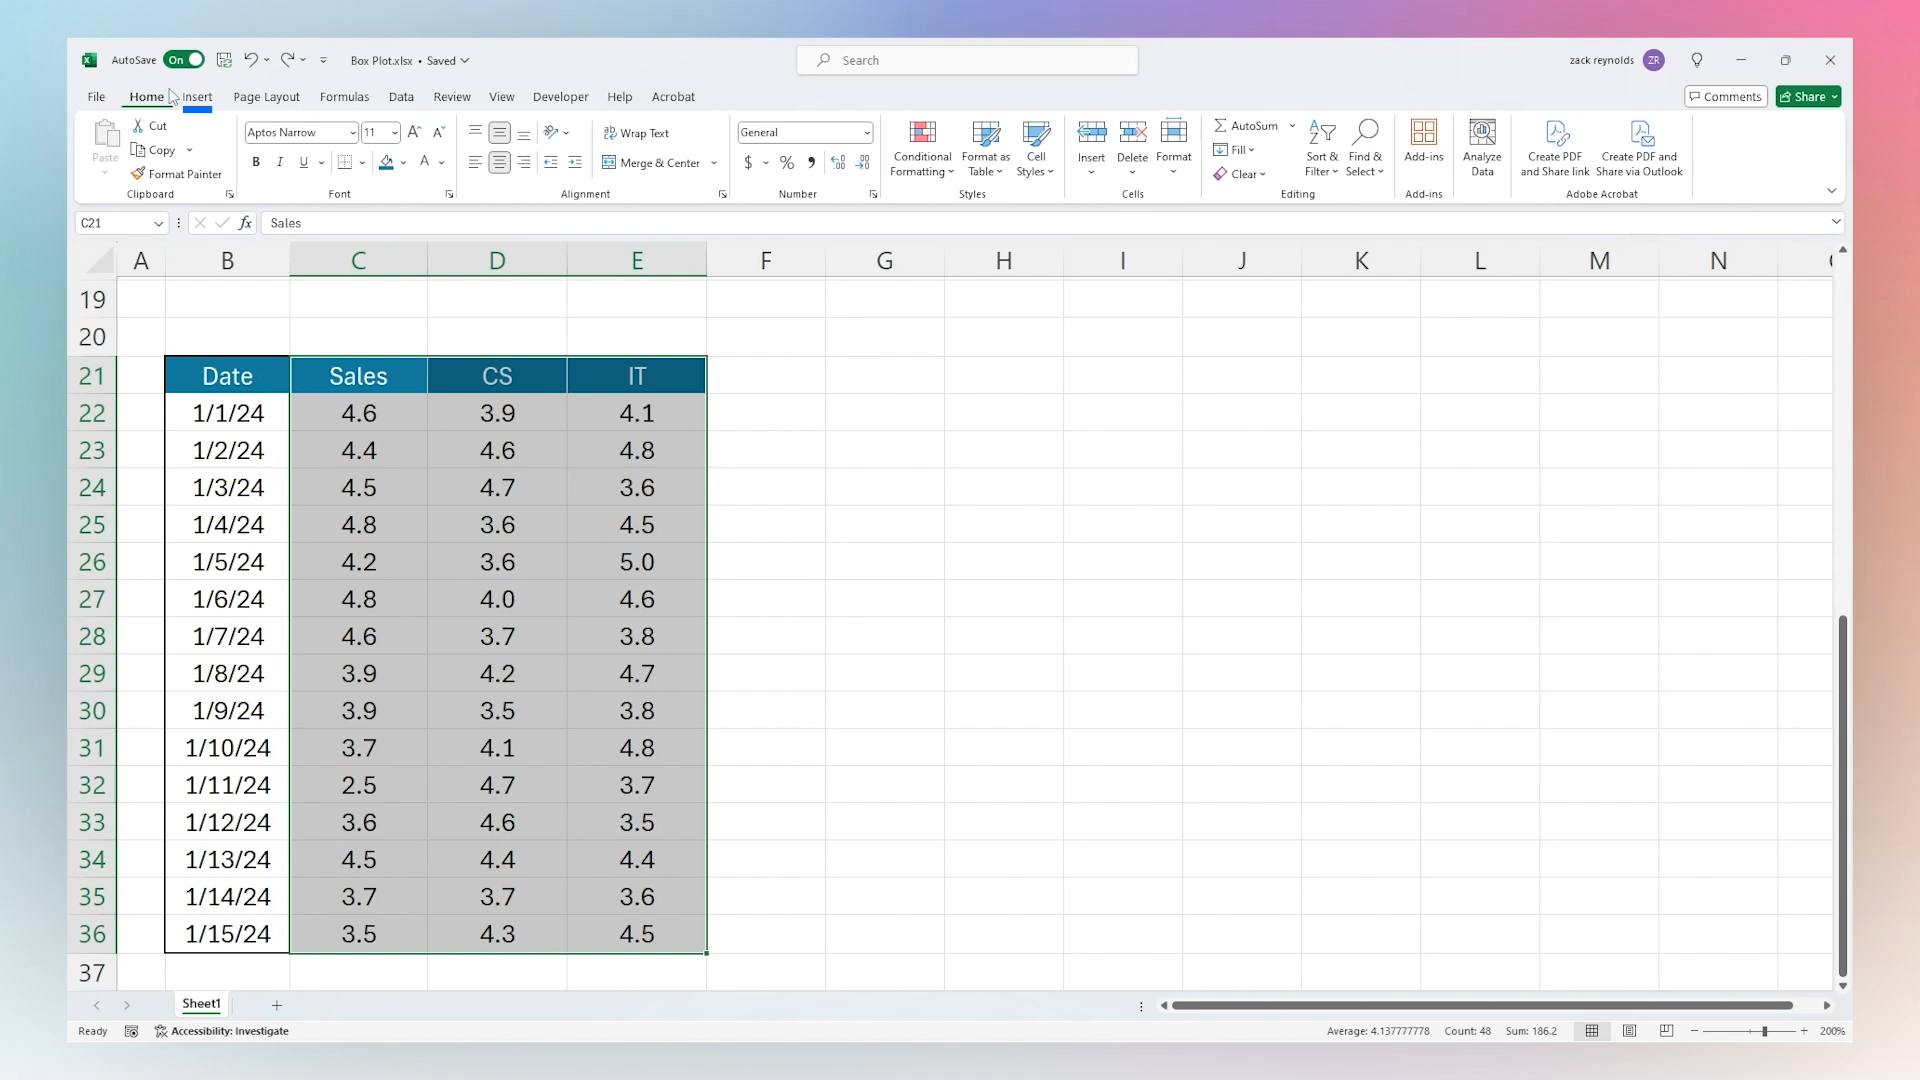 AutoSave On Box Plot.xlsx • Saved Search zack reynolds ZR
File Home Insert Page Layout Formulas Data Review View Developer Help Acrobat Comments Share
Paste Cut Copy Format Painter Clipboard
Aptos Narrow 11 B I U A Font
Wrap Text Merge & Center Alignment
General $ % Number
Conditional Formatting Format as Table Cell Styles Styles
Insert Delete Format Cells
AutoSum Fill Clear Sort & Filter Find & Select Editing
Add-ins Add-ins
Analyze Data
Create PDF and Share link Create PDF and Share via Outlook Adobe Acrobat
C21 fx Sales
A B C D E F G H I J K L M N
19
20
21 Date Sales CS IT
22 1/1/24 4.6 3.9 4.1
23 1/2/24 4.4 4.6 4.8
24 1/3/24 4.5 4.7 3.6
25 1/4/24 4.8 3.6 4.5
26 1/5/24 4.2 3.6 5.0
27 1/6/24 4.8 4.0 4.6
28 1/7/24 4.6 3.7 3.8
29 1/8/24 3.9 4.2 4.7
30 1/9/24 3.9 3.5 3.8
31 1/10/24 3.7 4.1 4.8
32 1/11/24 2.5 4.7 3.7
33 1/12/24 3.6 4.6 3.5
34 1/13/24 4.5 4.4 4.4
35 1/14/24 3.7 3.7 3.6
36 1/15/24 3.5 4.3 4.5
37
Sheet1
Ready Accessibility: Investigate Average: 4.137777778 Count: 48 Sum: 186.2 200%